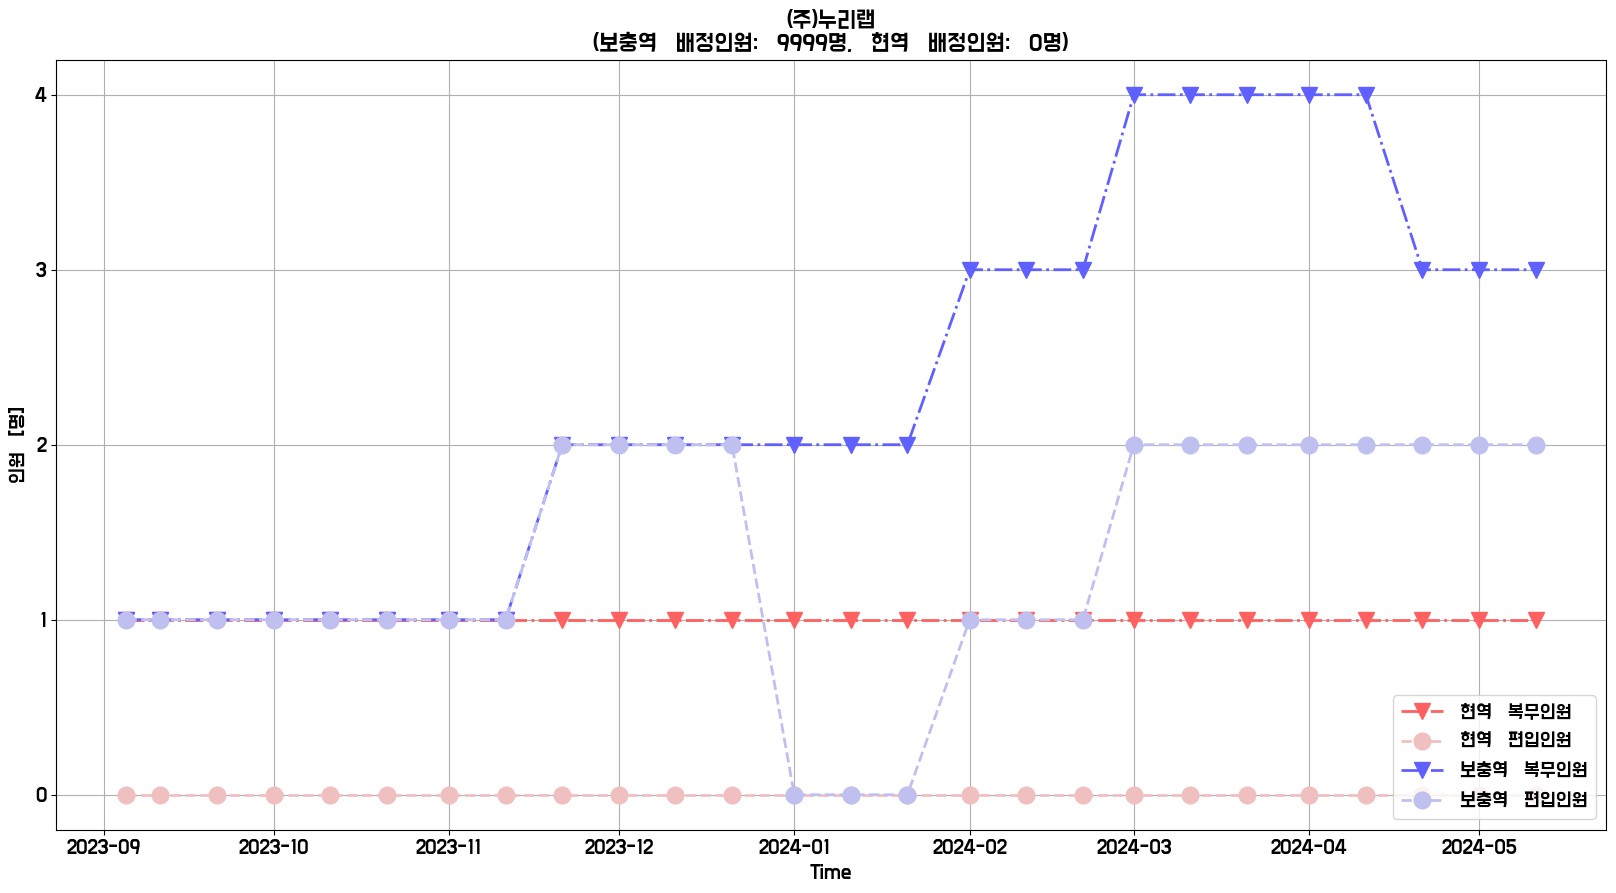 (주)누리랩
(보충역 배정인원: 9999명, 현역 배정인원: 0명)
4
3
2
1
0
인원 [명]
2023-09 2023-10 2023-11 2023-12 2024-01 2024-02 2024-03 2024-04 2024-05
Time
현역 복무인원
현역 편입인원
보충역 복무인원
보충역 편입인원